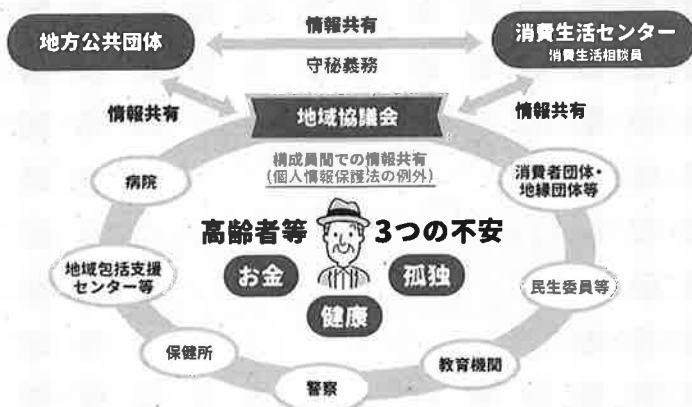 地方公共団体
情報共有
守秘義務
消費生活センター
消費生活相談員
情報共有
地域協議会
情報共有
構成員間での情報共有
(個人情報保護法の例外)
病院
消費者団体・
地縁団体等
高齢者等
3つの不安
地域包括支援
センター等
お金
孤独
民生委員等
健康
保健所
教育機関
警察